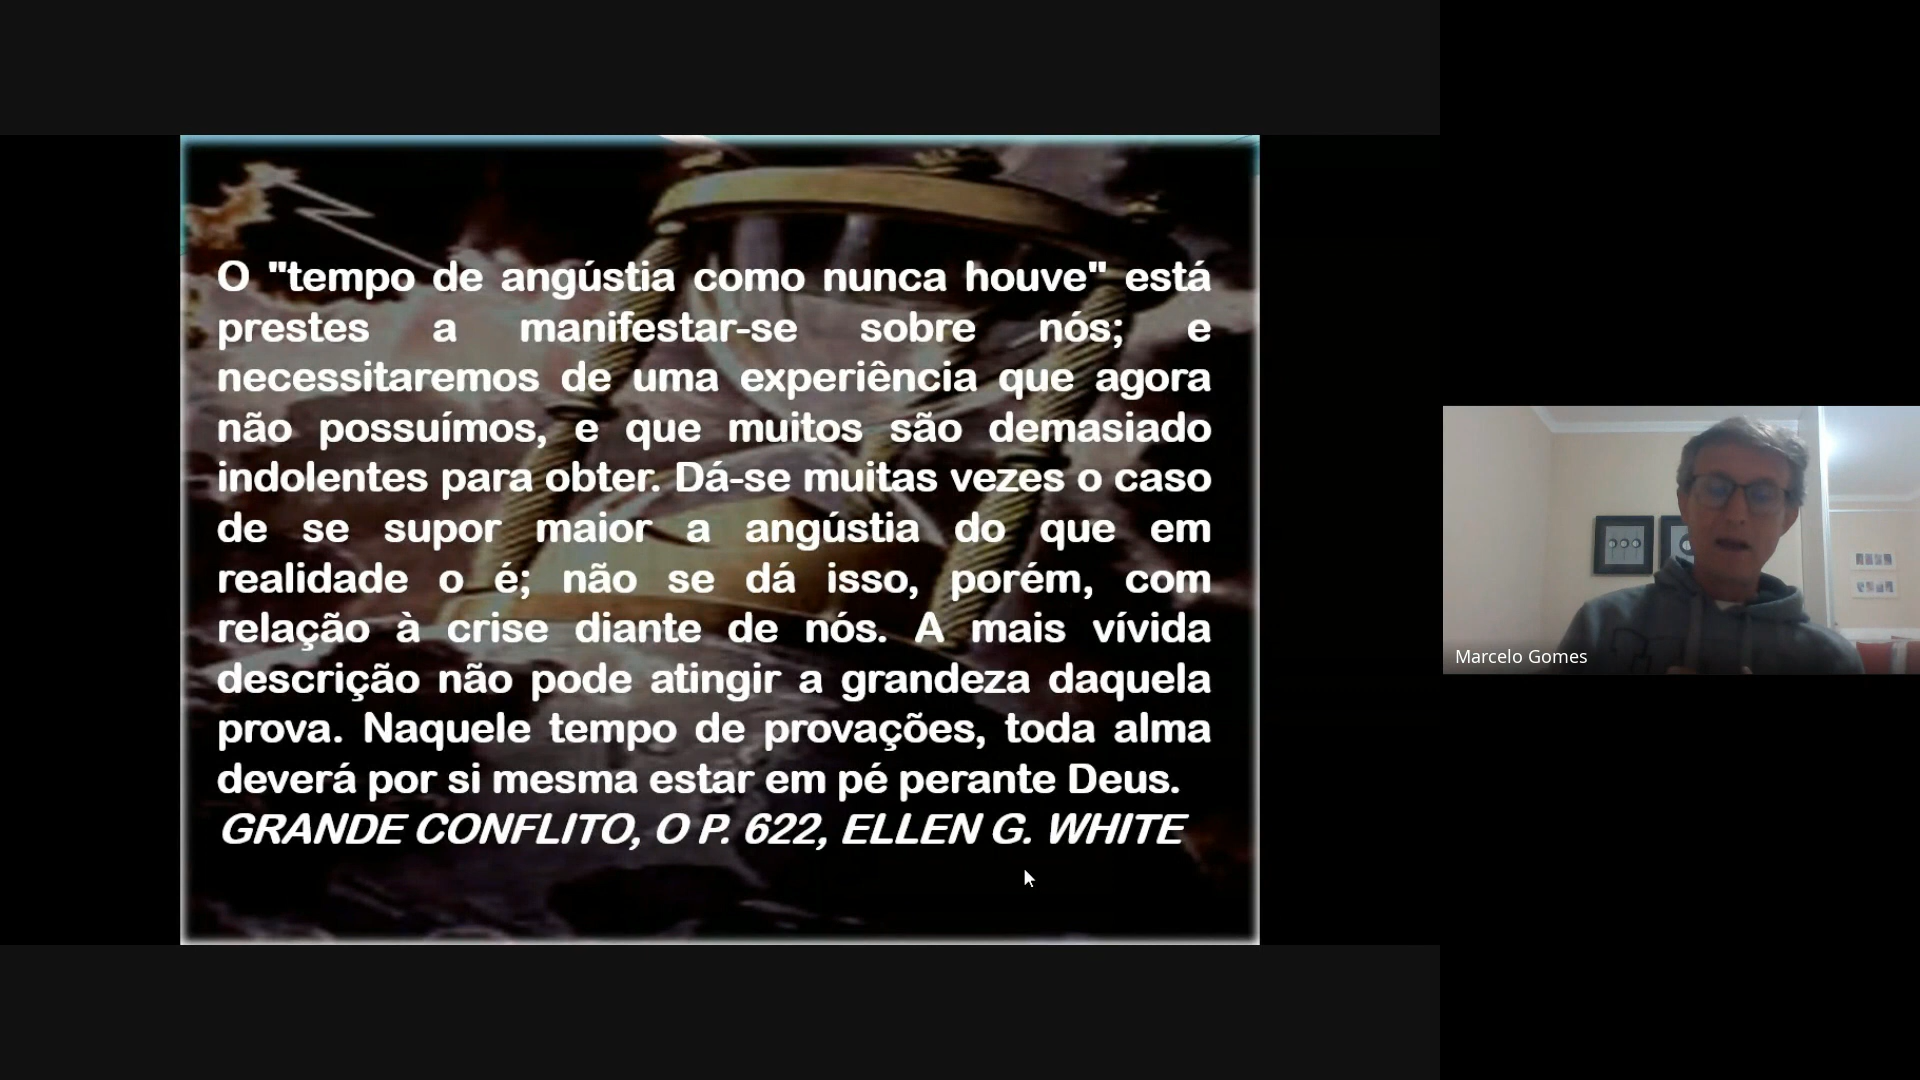 O "tempo de angústia como nunca houve" está
prestes a manifestar-se sobre nós; e
necessitaremos de uma experiência que agora
não possuímos, e que muitos são demasiado
indolentes para obter. Dá-se muitas vezes o caso
de se supor maior a angústia do que em
realidade o é; não se dá isso, porém, com
relação à crise diante de nós. A mais vívida
descrição não pode atingir a grandeza daquela
prova. Naquele tempo de provações, toda alma
deverá por si mesma estar em pé perante Deus.
GRANDE CONFLITO, O P. 622, ELLEN G. WHITE
Marcelo Gomes